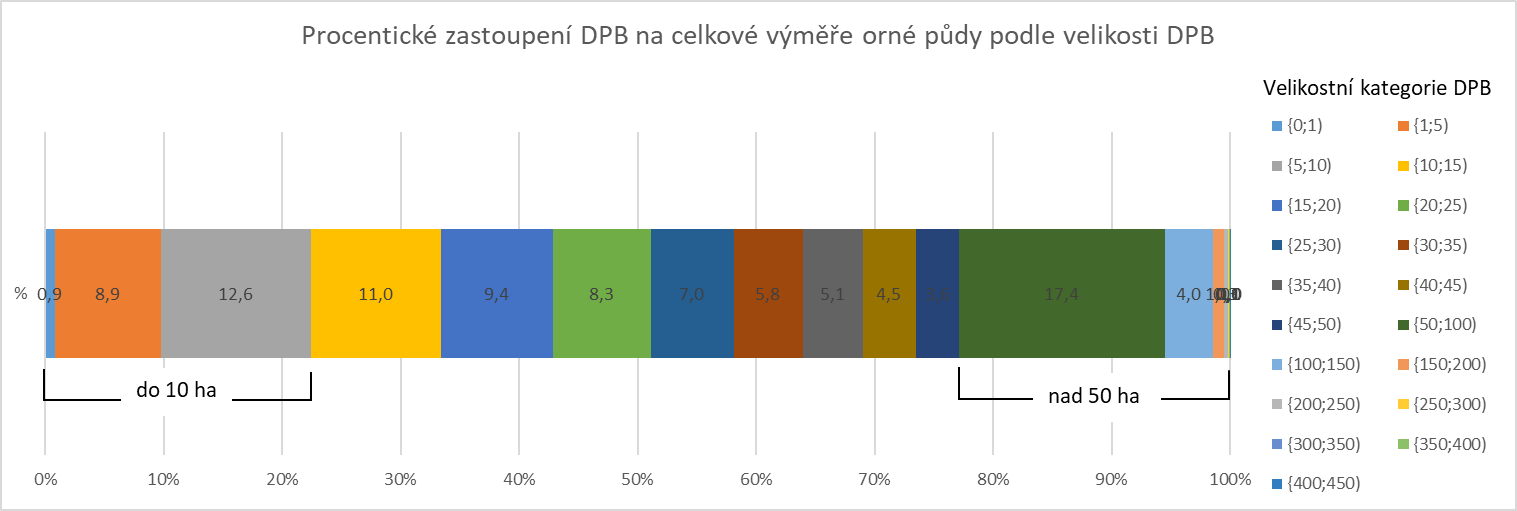 Procentické zastoupení DPB na celkové výměře orné půdy podle velikosti DPB
Velikostní kategorie DPB
{0;1) {1;5)
{5;10) {10;15)
{15;20) {20;25)
{25;30) {30;35)
{35;40) {40;45)
{45;50) {50;100)
{100;150) {150;200)
{200;250) {250;300)
{300;350) {350;400)
{400;450)
% 0,9 8,9 12,6 11,0 9,4 8,3 7,0 5,8 5,1 4,5 17,4 4,0
do 10 ha nad 50 ha
0% 10% 20% 30% 40% 50% 60% 70% 80% 90% 100%